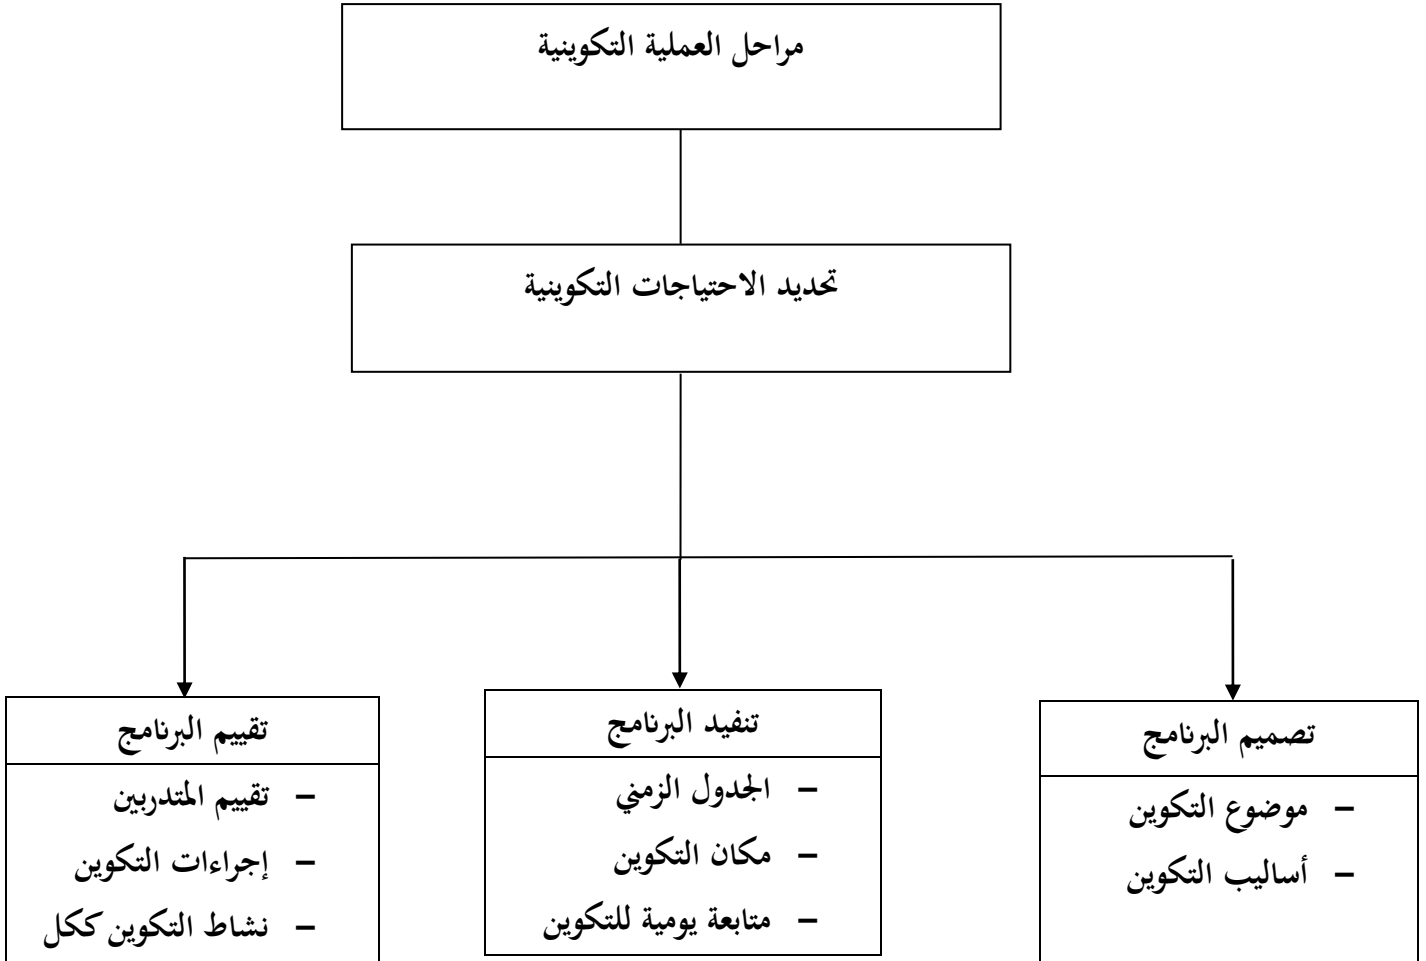 مراحل العملية التكوينية
تحديد الاحتياجات التكوينية
تصميم البرنامج
– موضوع التكوين
– أساليب التكوين
تنفيد البرنامج
– الجدول الزمني
– مكان التكوين
– متابعة يومية للتكوين
تقييم البرنامج
– تقييم المتدربين
– إجراءات التكوين
– نشاط التكوين ككل